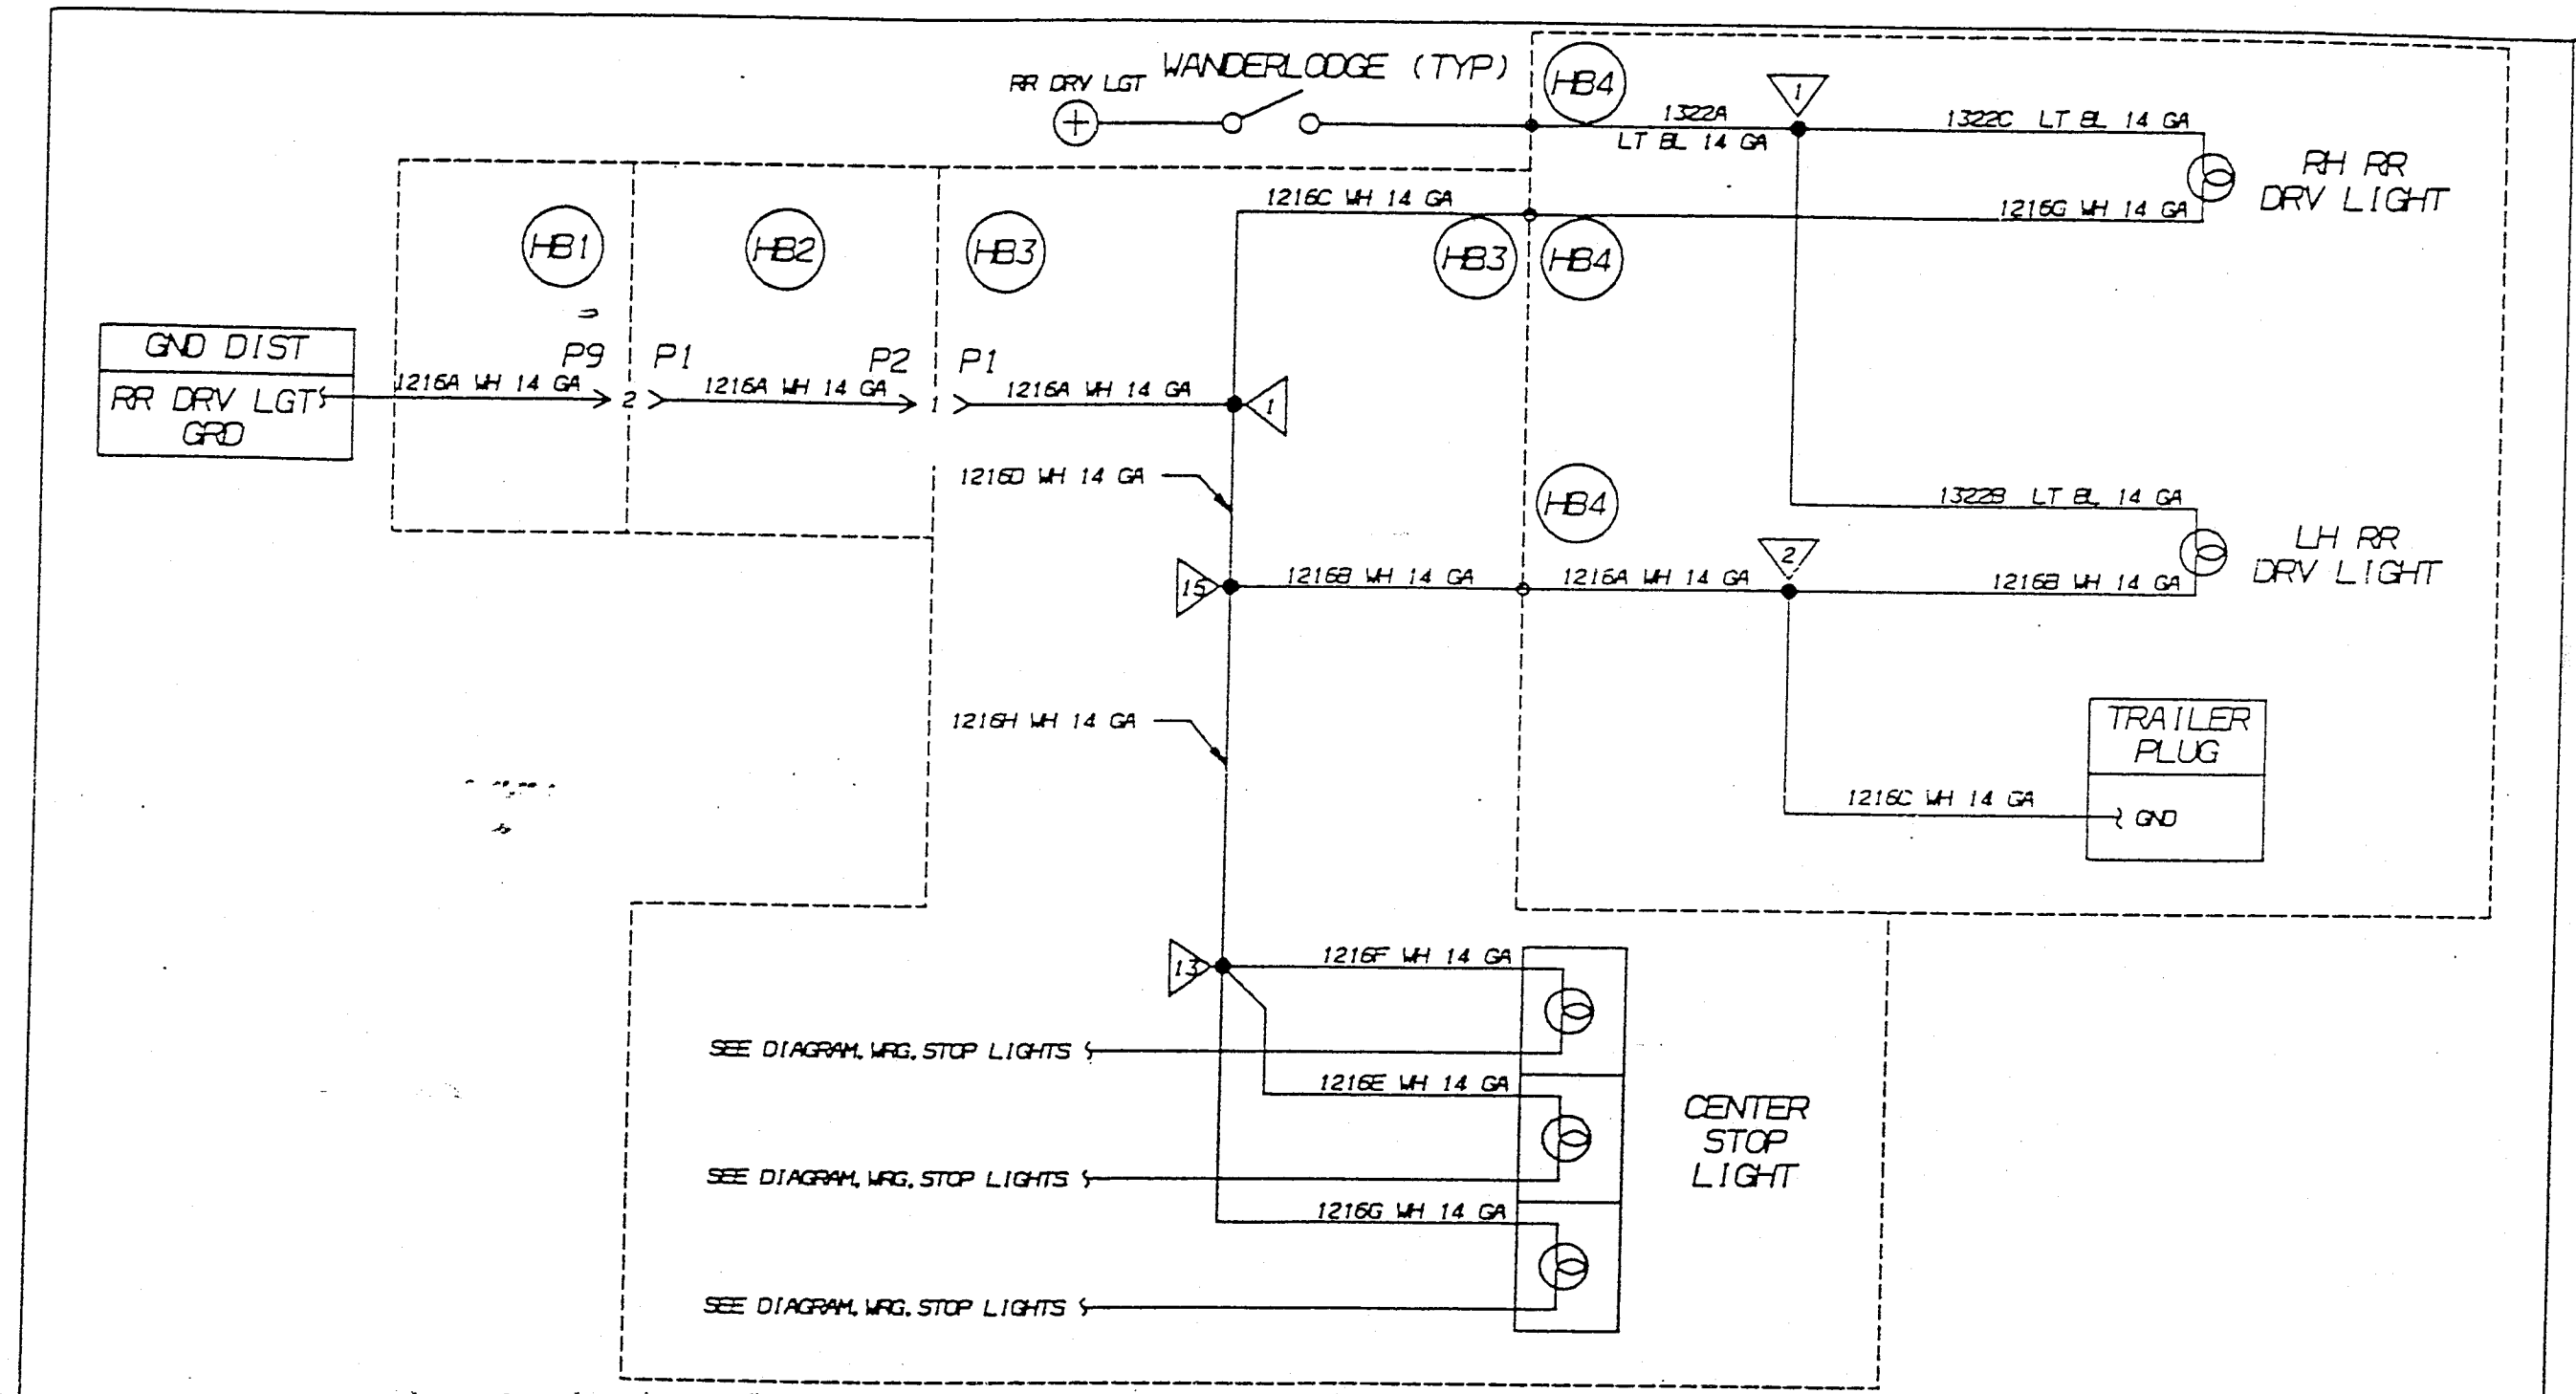 RR DRV LGT
WANDERLODGE (TYP)
HB4
1
1322A
LT BL 14 GA
1322C LT BL 14 GA
RH RR
DRV LIGHT
1216C WH 14 GA
1216G WH 14 GA
HB1
HB2
HB3
HB3
HB4
GND DIST
RR DRV LGT
GRD
P9
P1
P2
P1
1216A WH 14 GA
2
1216A WH 14 GA
1
1216A WH 14 GA
1
1216D WH 14 GA
HB4
1322B LT BL 14 GA
LH RR
DRV LIGHT
15
1216B WH 14 GA
1216A WH 14 GA
2
1216B WH 14 GA
1216H WH 14 GA
TRAILER
PLUG
1216C WH 14 GA
GND
13
1216F WH 14 GA
SEE DIAGRAM, WRG, STOP LIGHTS
1216E WH 14 GA
CENTER
STOP
LIGHT
SEE DIAGRAM, WRG, STOP LIGHTS
1216G WH 14 GA
SEE DIAGRAM, WRG, STOP LIGHTS